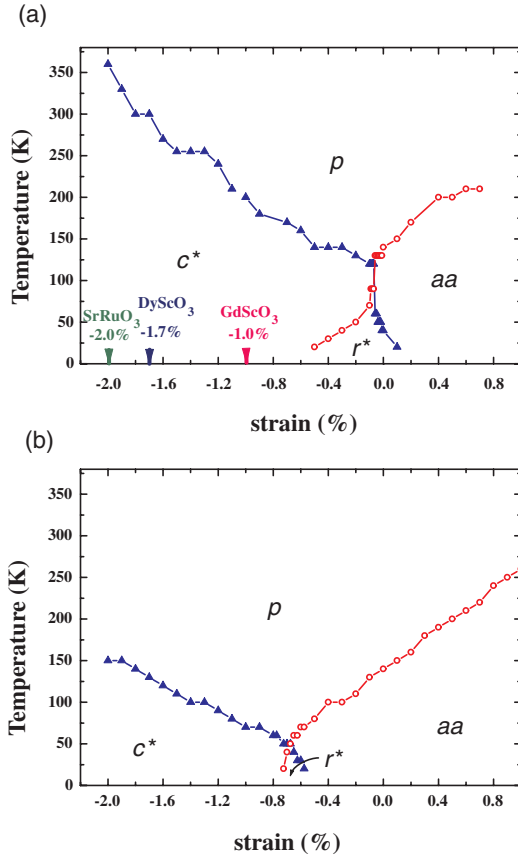 (a)
Temperature (K)
350
300
250
200
150
100
50
0
p
c*
aa
r*
SrRuO3
-2.0%
DyScO3
-1.7%
GdScO3
-1.0%
-2.0 -1.6 -1.2 -0.8 -0.4 0.0 0.4 0.8
strain (%)
(b)
Temperature (K)
350
300
250
200
150
100
50
0
p
c*
r*
aa
-2.0 -1.6 -1.2 -0.8 -0.4 0.0 0.4 0.8
strain (%)